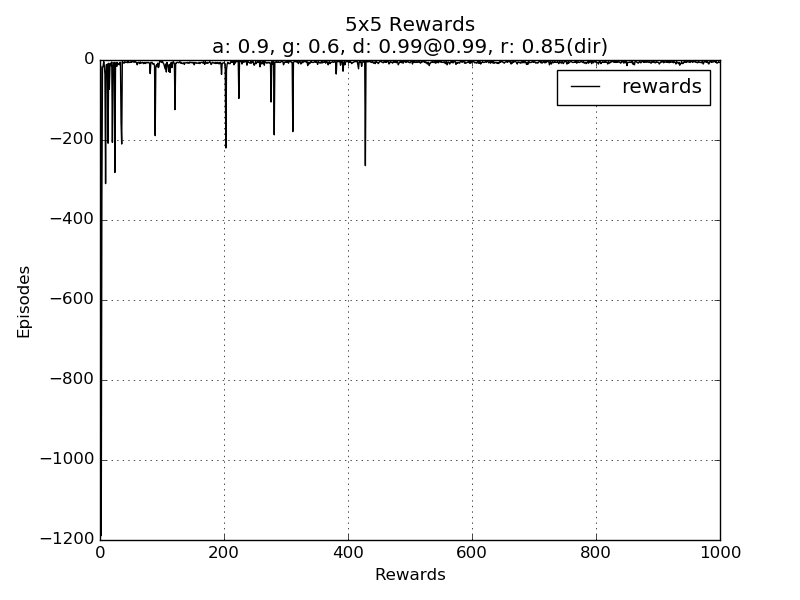 5x5 Rewards
a: 0.9, g: 0.6, d: 0.99@0.99, r: 0.85(dir)
rewards
0
−200
−400
−600
−800
−1000
−1200
Episodes
0 200 400 600 800 1000
Rewards